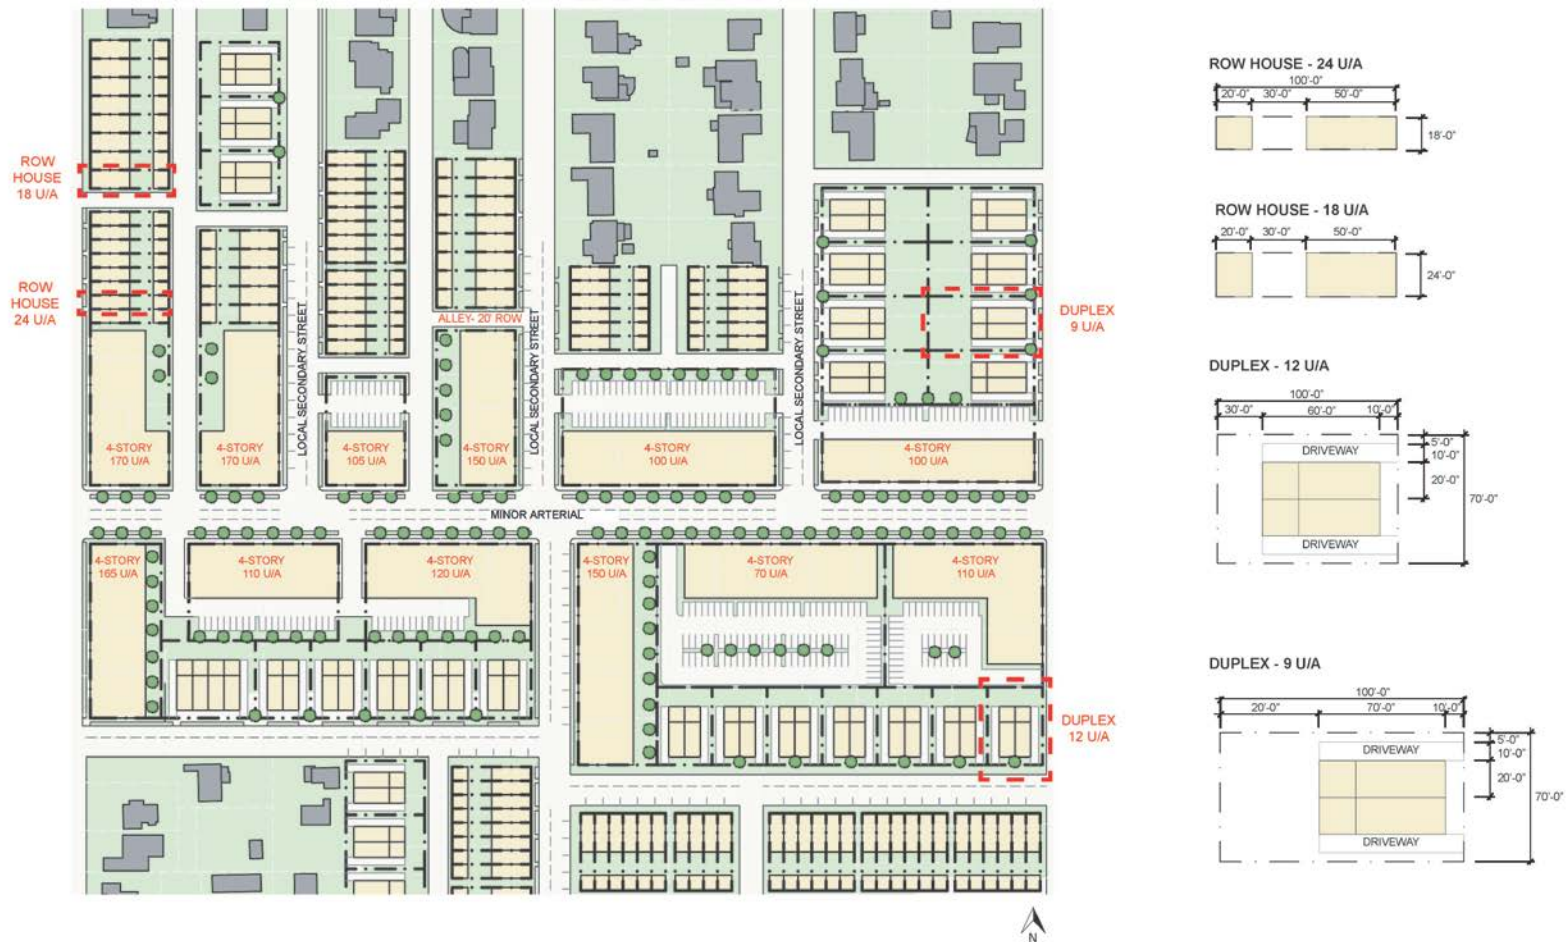 ROW
HOUSE
18 U/A
ROW
HOUSE
24 U/A
LOCAL SECONDARY STREET
ALLEY- 20' ROW
LOCAL SECONDARY STREET
LOCAL SECONDARY STREET
DUPLEX
9 U/A
4-STORY
170 U/A
4-STORY
170 U/A
4-STORY
105 U/A
4-STORY
150 U/A
4-STORY
100 U/A
4-STORY
100 U/A
MINOR ARTERIAL
4-STORY
165 U/A
4-STORY
110 U/A
4-STORY
120 U/A
4-STORY
150 U/A
4-STORY
70 U/A
4-STORY
110 U/A
DUPLEX
12 U/A
N
ROW HOUSE - 24 U/A
100'-0"
20'-0" 30'-0" 50'-0"
18'-0"
ROW HOUSE - 18 U/A
20'-0" 30'-0" 50'-0"
24'-0"
DUPLEX - 12 U/A
100'-0"
30'-0" 60'-0" 10'-0"
DRIVEWAY
5'-0"
10'-0"
20'-0"
70'-0"
DRIVEWAY
DUPLEX - 9 U/A
100'-0"
20'-0" 70'-0" 10'-0"
DRIVEWAY
5'-0"
10'-0"
20'-0"
70'-0"
DRIVEWAY